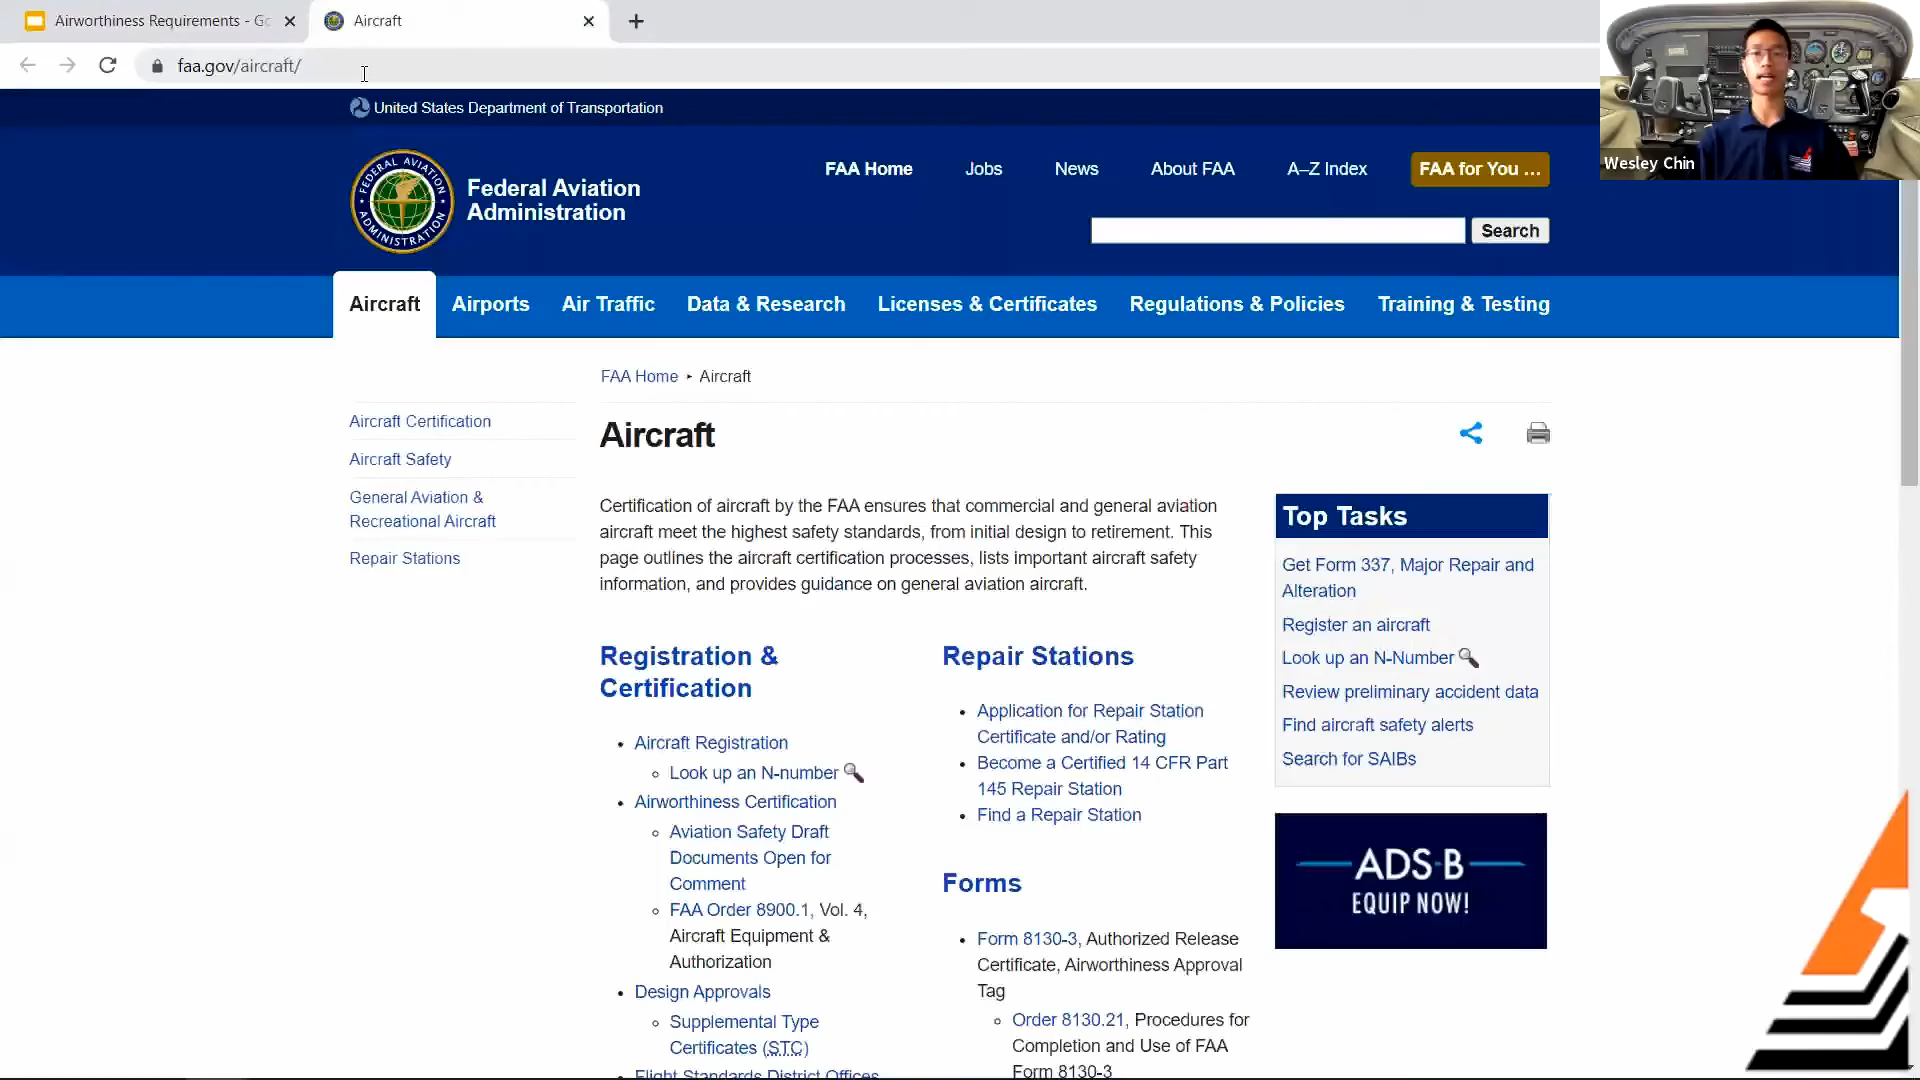 Airworthiness Requirements - Go
Aircraft
faa.gov/aircraft/
Wesley Chin
United States Department of Transportation
FEDERAL AVIATION
ADMINISTRATION
Federal Aviation
Administration
FAA Home
Jobs
News
About FAA
A–Z Index
FAA for You ...
Search
Aircraft
Airports
Air Traffic
Data & Research
Licenses & Certificates
Regulations & Policies
Training & Testing
FAA Home ▸ Aircraft
Aircraft Certification
Aircraft Safety
General Aviation &
Recreational Aircraft
Repair Stations
Aircraft
Certification of aircraft by the FAA ensures that commercial and general aviation
aircraft meet the highest safety standards, from initial design to retirement. This
page outlines the aircraft certification processes, lists important aircraft safety
information, and provides guidance on general aviation aircraft.
Registration &
Certification
• Aircraft Registration
◦ Look up an N-number
• Airworthiness Certification
◦ Aviation Safety Draft
Documents Open for
Comment
◦ FAA Order 8900.1, Vol. 4,
Aircraft Equipment &
Authorization
• Design Approvals
◦ Supplemental Type
Certificates (STC)
• Flight Standards District Offices
Repair Stations
• Application for Repair Station
Certificate and/or Rating
• Become a Certified 14 CFR Part
145 Repair Station
• Find a Repair Station
Forms
• Form 8130-3, Authorized Release
Certificate, Airworthiness Approval
Tag
◦ Order 8130.21, Procedures for
Completion and Use of FAA
Form 8130-3
Top Tasks
Get Form 337, Major Repair and
Alteration
Register an aircraft
Look up an N-Number
Review preliminary accident data
Find aircraft safety alerts
Search for SAIBs
ADS-B
EQUIP NOW!